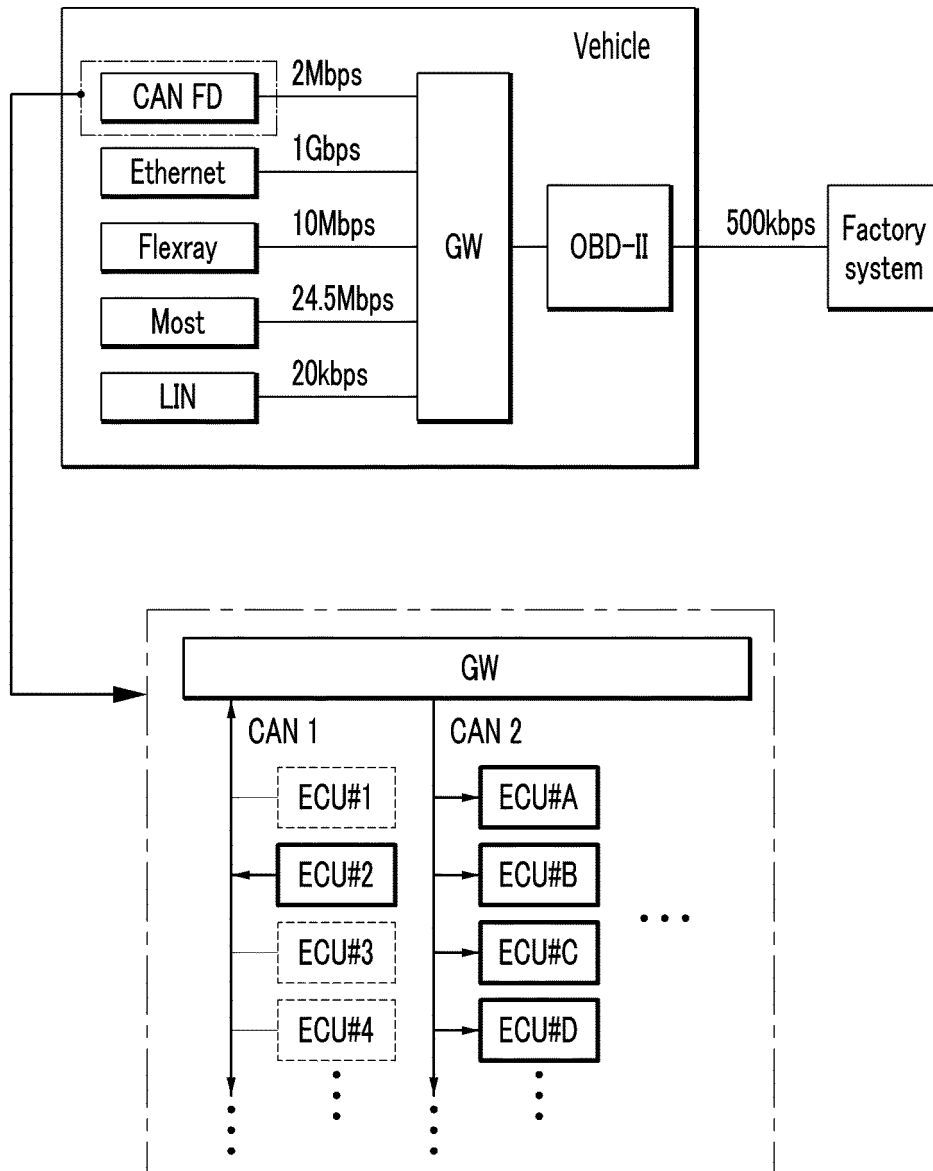 Vehicle
CAN FD
2Mbps
Ethernet
1Gbps
Flexray
10Mbps
Most
24.5Mbps
LIN
20kbps
GW
OBD-II
500kbps
Factory
system
GW
CAN 1
CAN 2
ECU#1
ECU#A
ECU#2
ECU#B
ECU#3
ECU#C
ECU#4
ECU#D